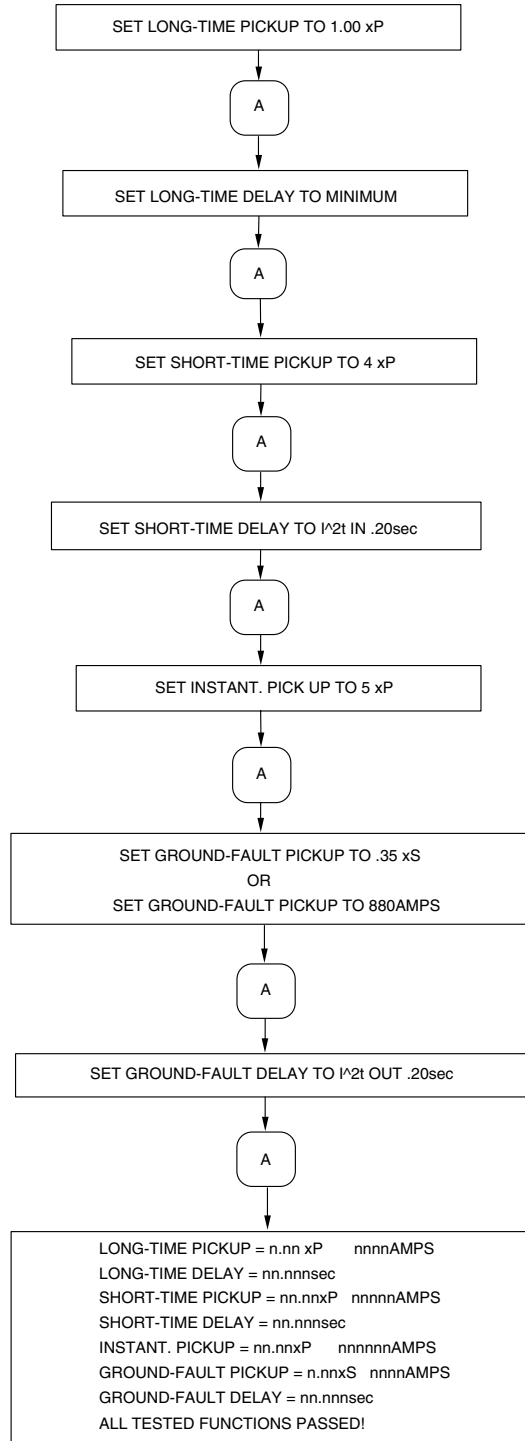 SET LONG-TIME PICKUP TO 1.00 xP
A
SET LONG-TIME DELAY TO MINIMUM
A
SET SHORT-TIME PICKUP TO 4 xP
A
SET SHORT-TIME DELAY TO I^2t IN .20sec
A
SET INSTANT. PICK UP TO 5 xP
A
SET GROUND-FAULT PICKUP TO .35 xS
OR
SET GROUND-FAULT PICKUP TO 880AMPS
A
SET GROUND-FAULT DELAY TO I^2t OUT .20sec
A
LONG-TIME PICKUP = n.nn xP nnnnAMPS
LONG-TIME DELAY = nn.nnnsec
SHORT-TIME PICKUP = nn.nnxP nnnnnAMPS
SHORT-TIME DELAY = nn.nnnsec
INSTANT. PICKUP = nn.nnxP nnnnnnAMPS
GROUND-FAULT PICKUP = n.nnxS nnnnAMPS
GROUND-FAULT DELAY = nn.nnnsec
ALL TESTED FUNCTIONS PASSED!